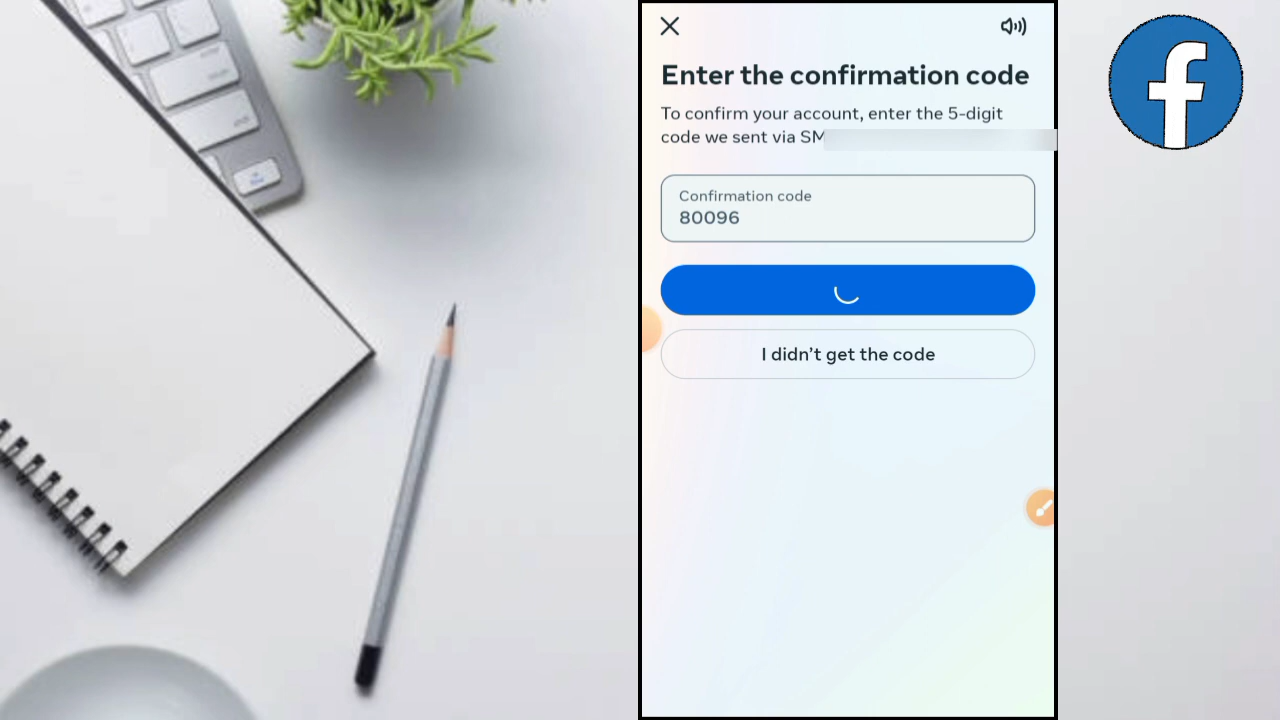 Enter the confirmation code
To confirm your account, enter the 5-digit
code we sent via SM
Confirmation code
80096
I didn't get the code